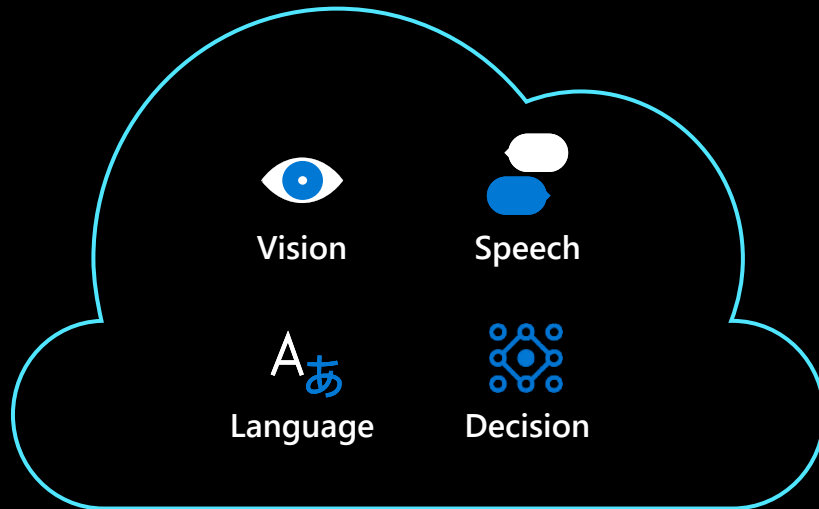 Vision
Speech
Aあ
Language
Decision